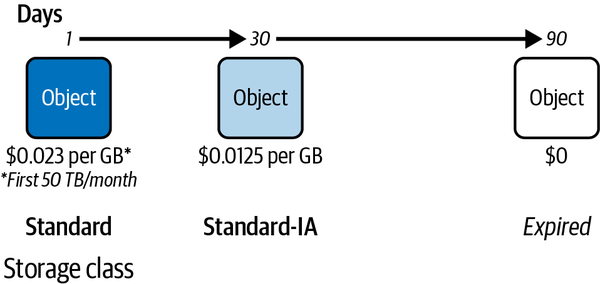 Days
1 30 90
Object Object Object
$0.023 per GB* $0.0125 per GB $0
*First 50 TB/month
Standard Standard-IA Expired
Storage class